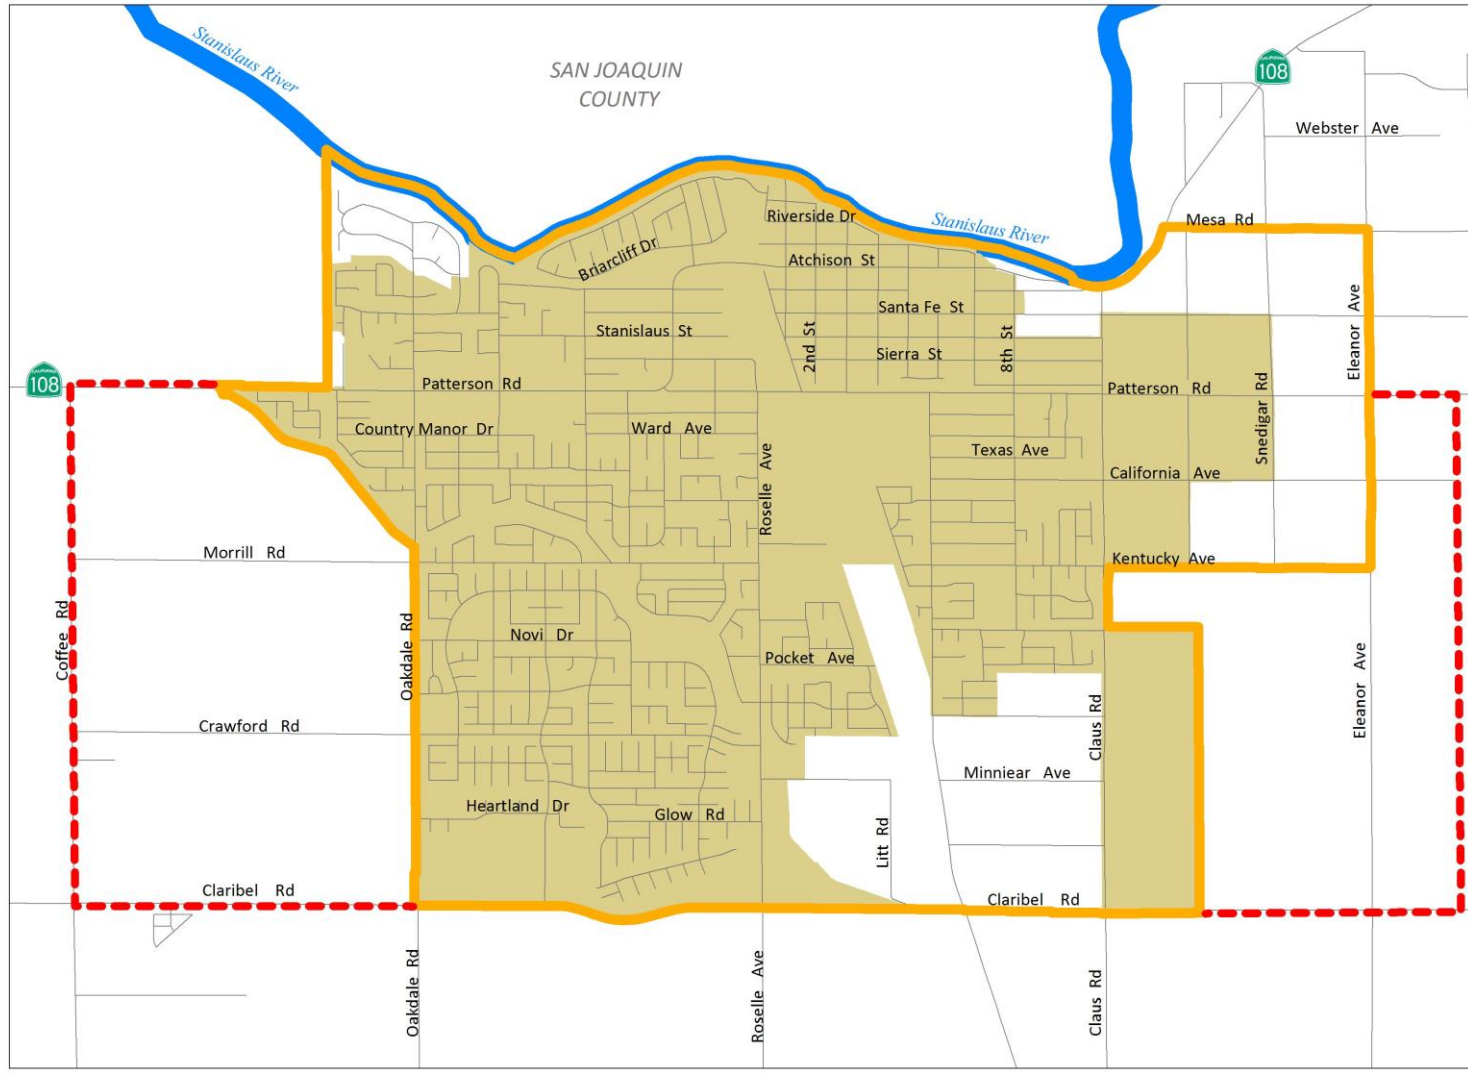 Stanislaus River
SAN JOAQUIN
COUNTY
CALIFORNIA
108
Webster Ave
Mesa Rd
Riverside Dr
Stanislaus River
Briarcliff Dr
Atchison St
Santa Fe St
Stanislaus St
2nd St
Sierra St
8th St
Eleanor Ave
CALIFORNIA
108
Patterson Rd
Patterson Rd
Country Manor Dr
Ward Ave
Roselle Ave
Texas Ave
Snedigar Rd
California Ave
Morrill Rd
Kentucky Ave
Coffee Rd
Oakdale Rd
Novi Dr
Pocket Ave
Claus Rd
Eleanor Ave
Crawford Rd
Minniear Ave
Heartland Dr
Glow Rd
Litt Rd
Claribel Rd
Claribel Rd
Oakdale Rd
Roselle Ave
Claus Rd